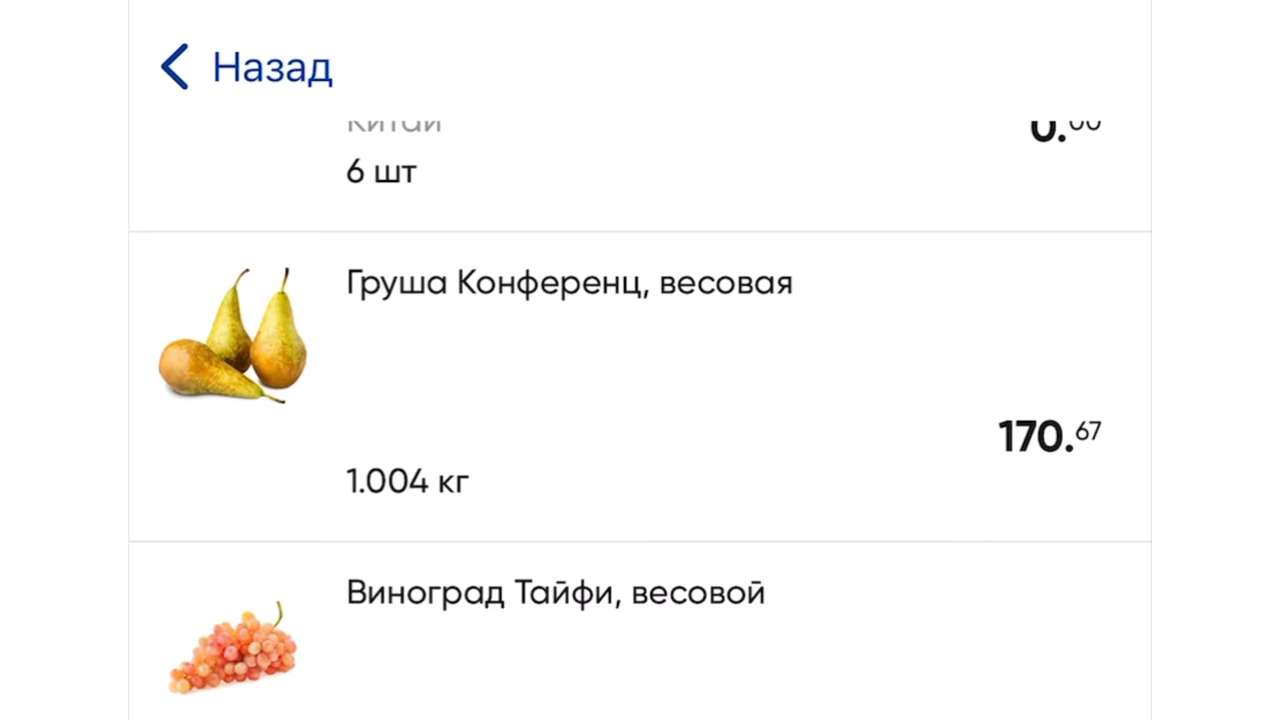 Назад
6 шт
Груша Конференц, весовая
170.67
1.004 кг
Виноград Тайфи, весовой